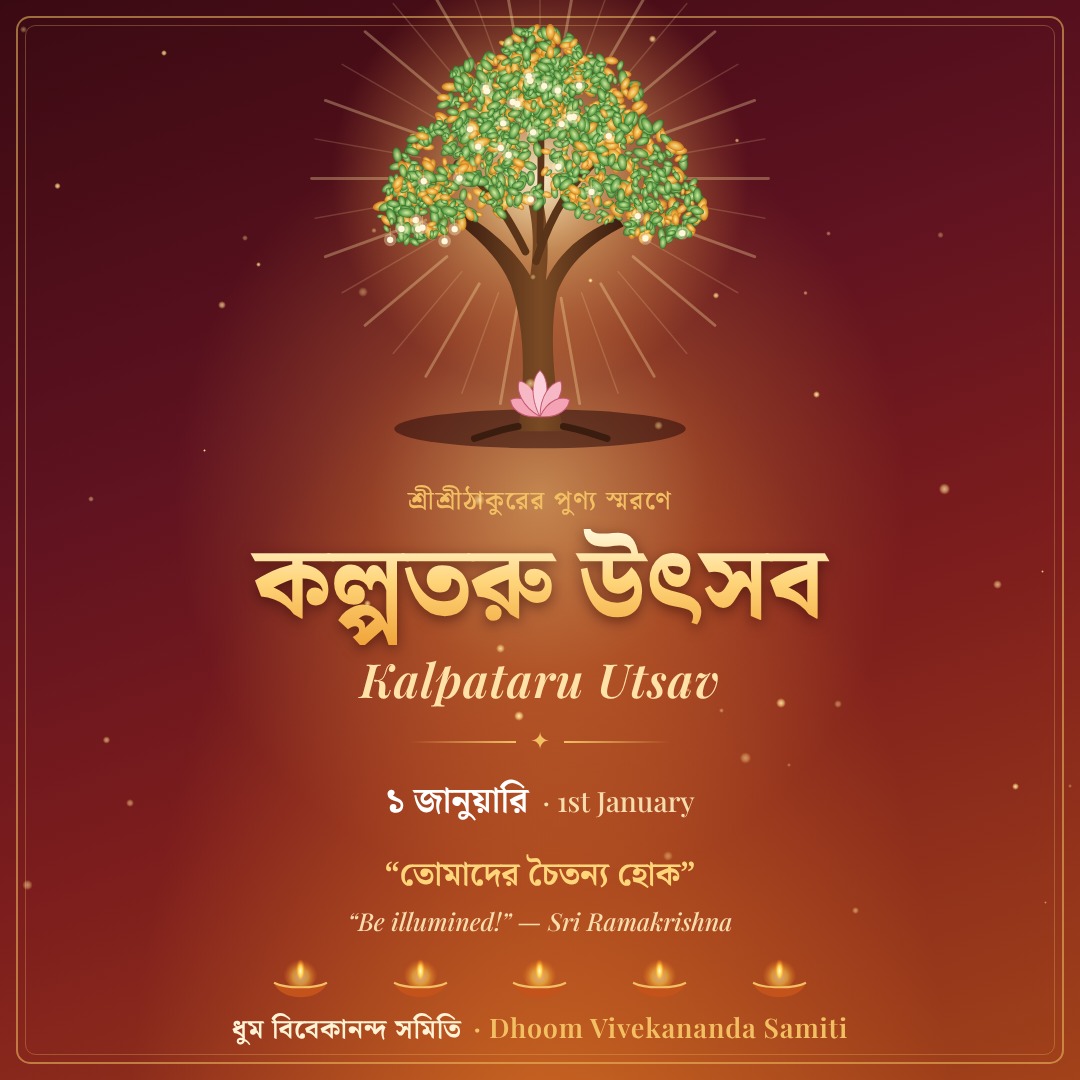 শ্রীশ্রীঠাকুরের পুণ্য স্মরণে
কল্পতরু উৎসব
Kalpataru Utsav
১ জানুয়ারি · 1st January
“তোমাদের চৈতন্য হোক”
“Be illumined!” — Sri Ramakrishna
ধুম বিবেকানন্দ সমিতি · Dhoom Vivekananda Samiti